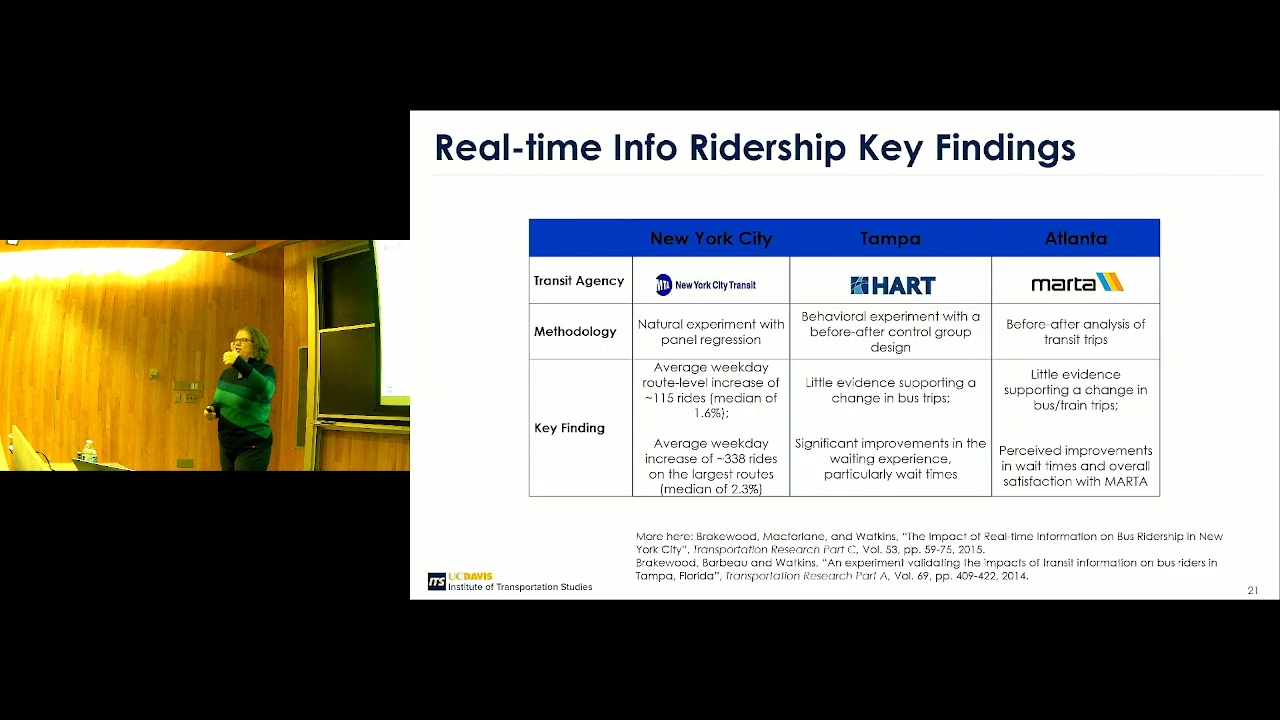 Real-time Info Ridership Key Findings
New York City
Tampa
Atlanta
Transit Agency
MTA New York City Transit
HART
marta
Methodology
Natural experiment with
panel regression
Behavioral experiment with a
before-after control group
design
Before-after analysis of
transit trips
Key Finding
Average weekday
route-level increase of
~115 rides (median of
1.6%);
Average weekday
increase of ~338 rides
on the largest routes
(median of 2.3%)
Little evidence supporting a
change in bus trips;
Significant improvements in the
waiting experience,
particularly wait times
Little evidence
supporting a change in
bus/train trips;
Perceived improvements
in wait times and overall
satisfaction with MARTA
More here: Brakewood, Macfarlane, and Watkins, “The Impact of Real-time Information on Bus Ridership in New
York City”, Transportation Research Part C, Vol. 53, pp. 59-75, 2015.
Brakewood, Barbeau and Watkins, “An experiment validating the impacts of transit information on bus riders in
Tampa, Florida”, Transportation Research Part A, Vol. 69, pp. 409-422, 2014.
ITS UCDAVIS
Institute of Transportation Studies
21